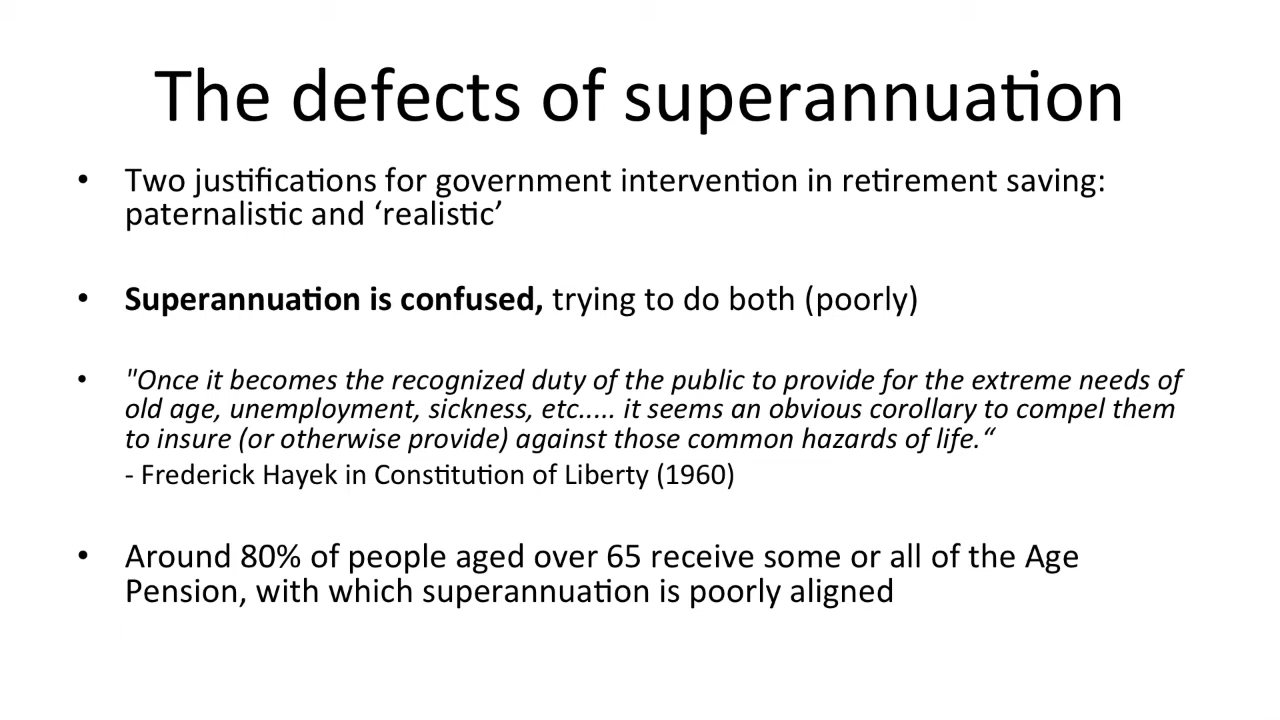 The defects of superannuation
• Two justifications for government intervention in retirement saving:
paternalistic and ‘realistic’
• Superannuation is confused, trying to do both (poorly)
• "Once it becomes the recognized duty of the public to provide for the extreme needs of
old age, unemployment, sickness, etc..... it seems an obvious corollary to compel them
to insure (or otherwise provide) against those common hazards of life.“
- Frederick Hayek in Constitution of Liberty (1960)
• Around 80% of people aged over 65 receive some or all of the Age
Pension, with which superannuation is poorly aligned